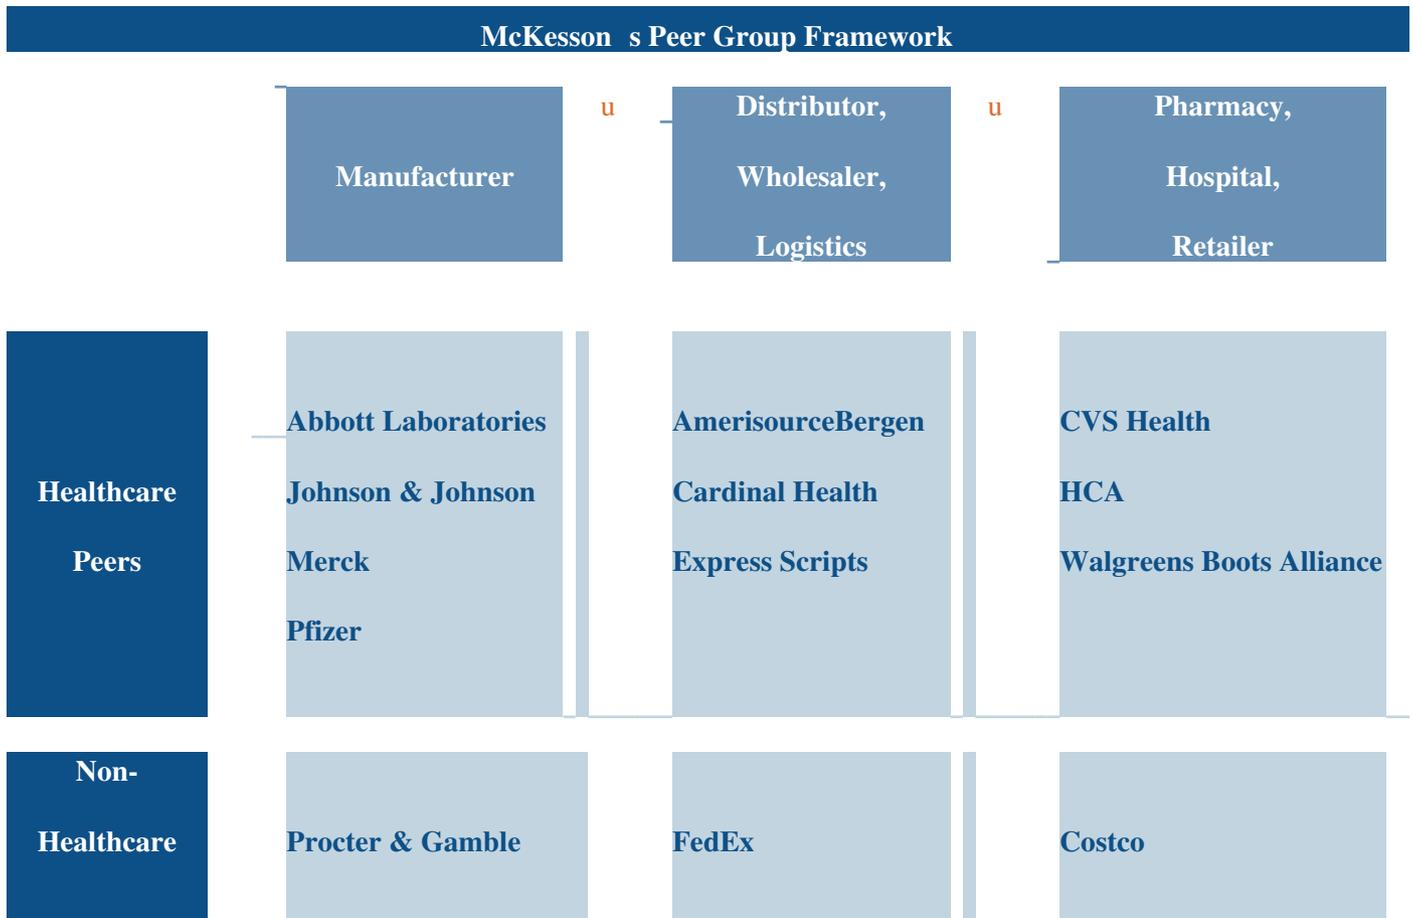 McKesson s Peer Group Framework
Manufacturer
u
Distributor,
Wholesaler,
Logistics
u
Pharmacy,
Hospital,
Retailer
Healthcare
Peers
Abbott Laboratories
Johnson & Johnson
Merck
Pfizer
AmerisourceBergen
Cardinal Health
Express Scripts
CVS Health
HCA
Walgreens Boots Alliance
Non-
Healthcare
Procter & Gamble
FedEx
Costco